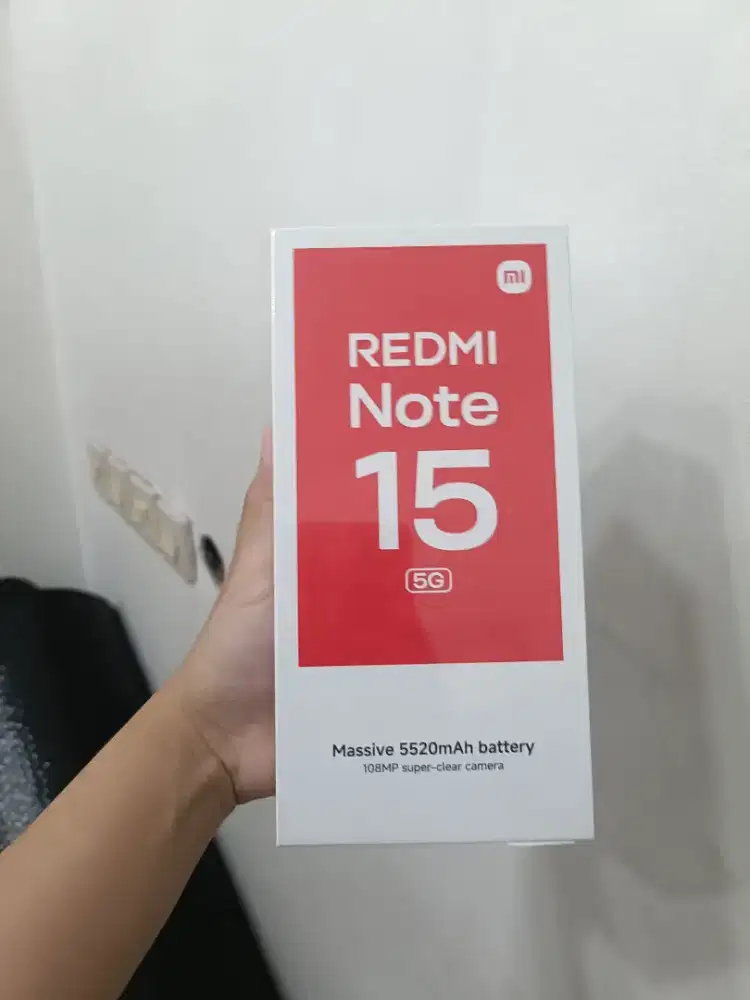 mi
REDMI
Note
15
5G
Massive 5520mAh battery
108MP super-clear camera